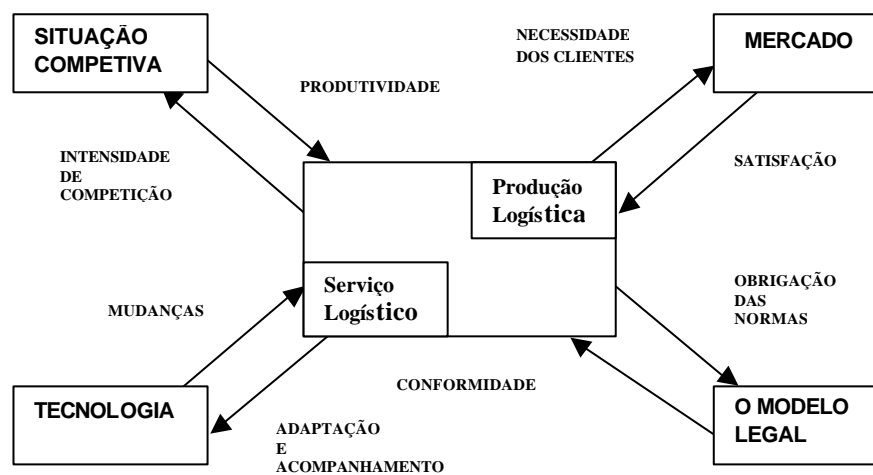 SITUAÇÃO
COMPETIVA
NECESSIDADE
DOS CLIENTES
MERCADO
PRODUTIVIDADE
INTENSIDADE
DE
COMPETIÇÃO
SATISFAÇÃO
Produção
Logística
Serviço
Logístico
MUDANÇAS
OBRIGAÇÃO
DAS
NORMAS
CONFORMIDADE
TECNOLOGIA
ADAPTAÇÃO
E
ACOMPANHAMENTO
O MODELO
LEGAL